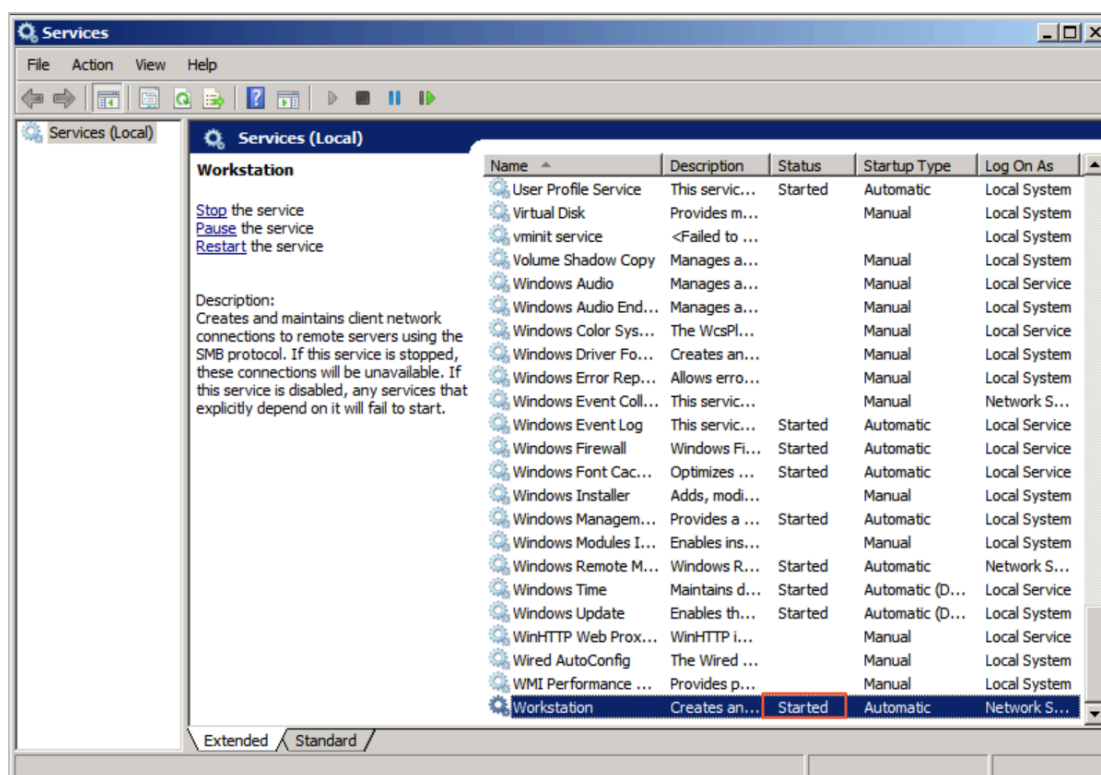 Services
File Action View Help
Services (Local)
Services (Local)
Workstation
Stop the service
Pause the service
Restart the service
Description:
Creates and maintains client network
connections to remote servers using the
SMB protocol. If this service is stopped,
these connections will be unavailable. If
this service is disabled, any services that
explicitly depend on it will fail to start.
Name Description Status Startup Type Log On As
User Profile Service This servic... Started Automatic Local System
Virtual Disk Provides m... Manual Local System
vminit service <Failed to ... Local System
Volume Shadow Copy Manages a... Manual Local System
Windows Audio Manages a... Manual Local Service
Windows Audio End... Manages a... Manual Local System
Windows Color Sys... The WcsPl... Manual Local Service
Windows Driver Fo... Creates an... Manual Local System
Windows Error Rep... Allows erro... Manual Local System
Windows Event Coll... This servic... Manual Network S...
Windows Event Log This servic... Started Automatic Local Service
Windows Firewall Windows Fi... Started Automatic Local Service
Windows Font Cac... Optimizes ... Started Automatic Local Service
Windows Installer Adds, modi... Manual Local System
Windows Managem... Provides a ... Started Automatic Local System
Windows Modules I... Enables ins... Manual Local System
Windows Remote M... Windows R... Started Automatic Network S...
Windows Time Maintains d... Started Automatic (D... Local Service
Windows Update Enables th... Started Automatic (D... Local System
WinHTTP Web Prox... WinHTTP i... Manual Local Service
Wired AutoConfig The Wired ... Manual Local System
WMI Performance ... Provides p... Manual Local System
Workstation Creates an... Started Automatic Network S...
Extended Standard